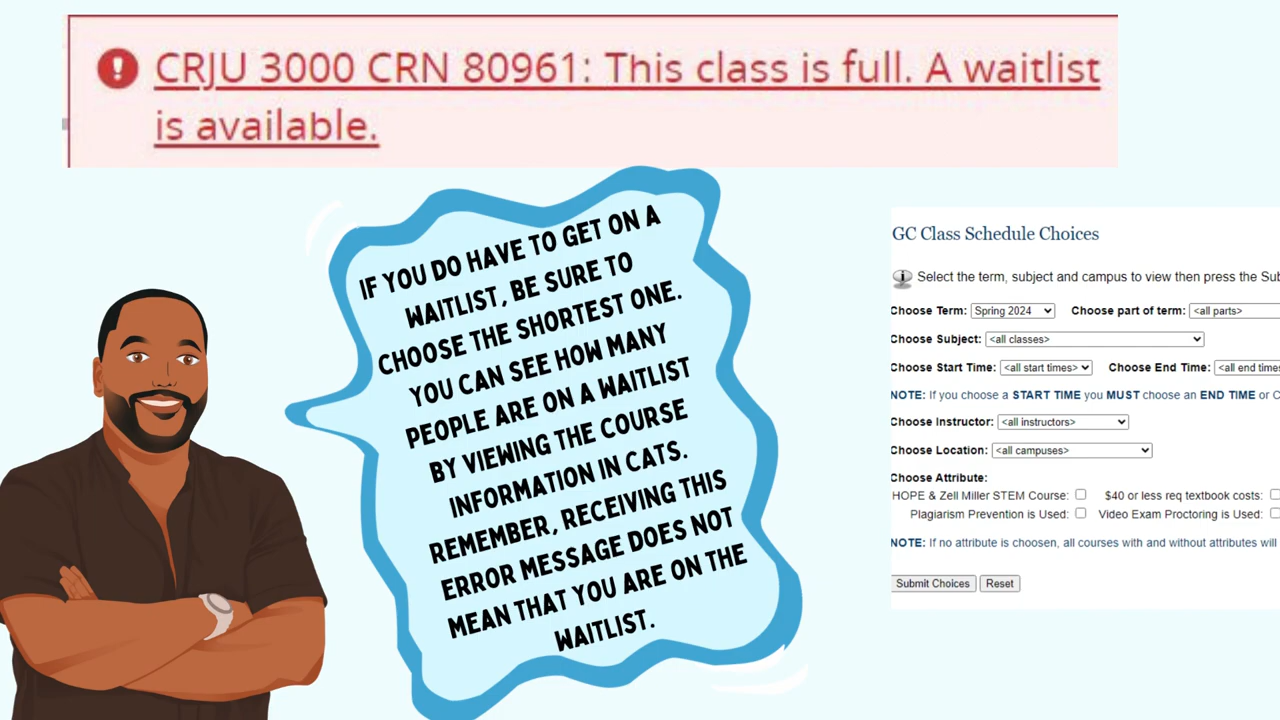 CRJU 3000 CRN 80961: This class is full. A waitlist
is available.
IF YOU DO HAVE TO GET ON A
WAITLIST, BE SURE TO
CHOOSE THE SHORTEST ONE.
YOU CAN SEE HOW MANY
PEOPLE ARE ON A WAITLIST
BY VIEWING THE COURSE
INFORMATION IN CATS.
REMEMBER, RECEIVING THIS
ERROR MESSAGE DOES NOT
MEAN THAT YOU ARE ON THE
WAITLIST.
GC Class Schedule Choices
Select the term, subject and campus to view then press the Sub
Choose Term: Spring 2024 Choose part of term: <all parts>
Choose Subject: <all classes>
Choose Start Time: <all start times> Choose End Time: <all end times
NOTE: If you choose a START TIME you MUST choose an END TIME or C
Choose Instructor: <all instructors>
Choose Location: <all campuses>
Choose Attribute:
HOPE & Zell Miller STEM Course: $40 or less req textbook costs:
Plagiarism Prevention is Used: Video Exam Proctoring is Used:
NOTE: If no attribute is choosen, all courses with and without attributes will
Submit Choices Reset